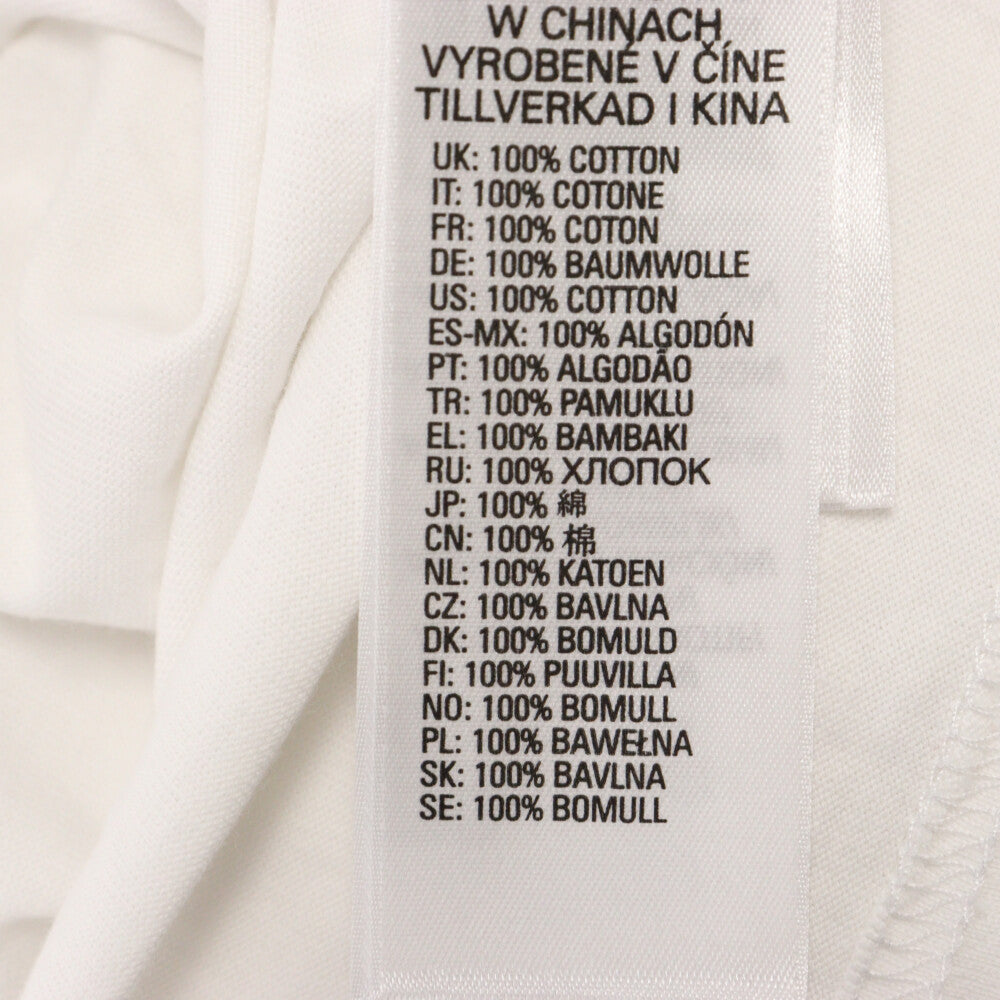 W CHINACH
VYROBENÉ V ČÍNE
TILLVERKAD I KINA
UK: 100% COTTON
IT: 100% COTONE
FR: 100% COTON
DE: 100% BAUMWOLLE
US: 100% COTTON
ES-MX: 100% ALGODÓN
PT: 100% ALGODÃO
TR: 100% PAMUKLU
EL: 100% BAMBAKI
RU: 100% ХЛОПОК
JP: 100% 綿
CN: 100% 棉
NL: 100% KATOEN
CZ: 100% BAVLNA
DK: 100% BOMULD
FI: 100% PUUVILLA
NO: 100% BOMULL
PL: 100% BAWEŁNA
SK: 100% BAVLNA
SE: 100% BOMULL